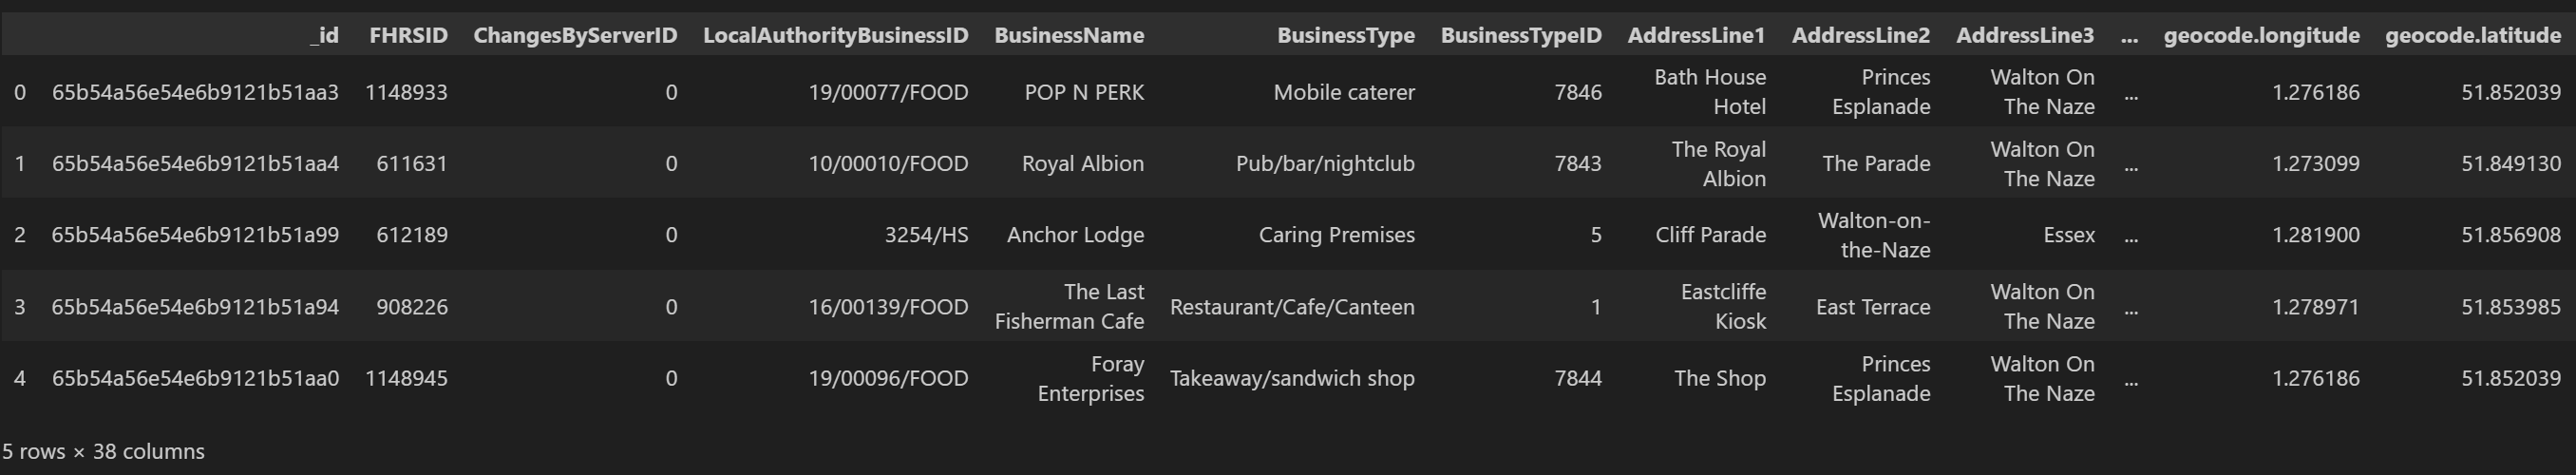 _id FHRSID ChangesByServerID LocalAuthorityBusinessID BusinessName BusinessType BusinessTypeID AddressLine1 AddressLine2 AddressLine3 ... geocode.longitude geocode.latitude
0 65b54a56e54e6b9121b51aa3 1148933 0 19/00077/FOOD POP N PERK Mobile caterer 7846 Bath House Hotel Princes Esplanade Walton On The Naze ... 1.276186 51.852039
1 65b54a56e54e6b9121b51aa4 611631 0 10/00010/FOOD Royal Albion Pub/bar/nightclub 7843 The Royal Albion The Parade Walton On The Naze ... 1.273099 51.849130
2 65b54a56e54e6b9121b51a99 612189 0 3254/HS Anchor Lodge Caring Premises 5 Cliff Parade Walton-on-the-Naze Essex ... 1.281900 51.856908
3 65b54a56e54e6b9121b51a94 908226 0 16/00139/FOOD The Last Fisherman Cafe Restaurant/Cafe/Canteen 1 Eastcliffe Kiosk East Terrace Walton On The Naze ... 1.278971 51.853985
4 65b54a56e54e6b9121b51aa0 1148945 0 19/00096/FOOD Foray Enterprises Takeaway/sandwich shop 7844 The Shop Princes Esplanade Walton On The Naze ... 1.276186 51.852039
5 rows × 38 columns